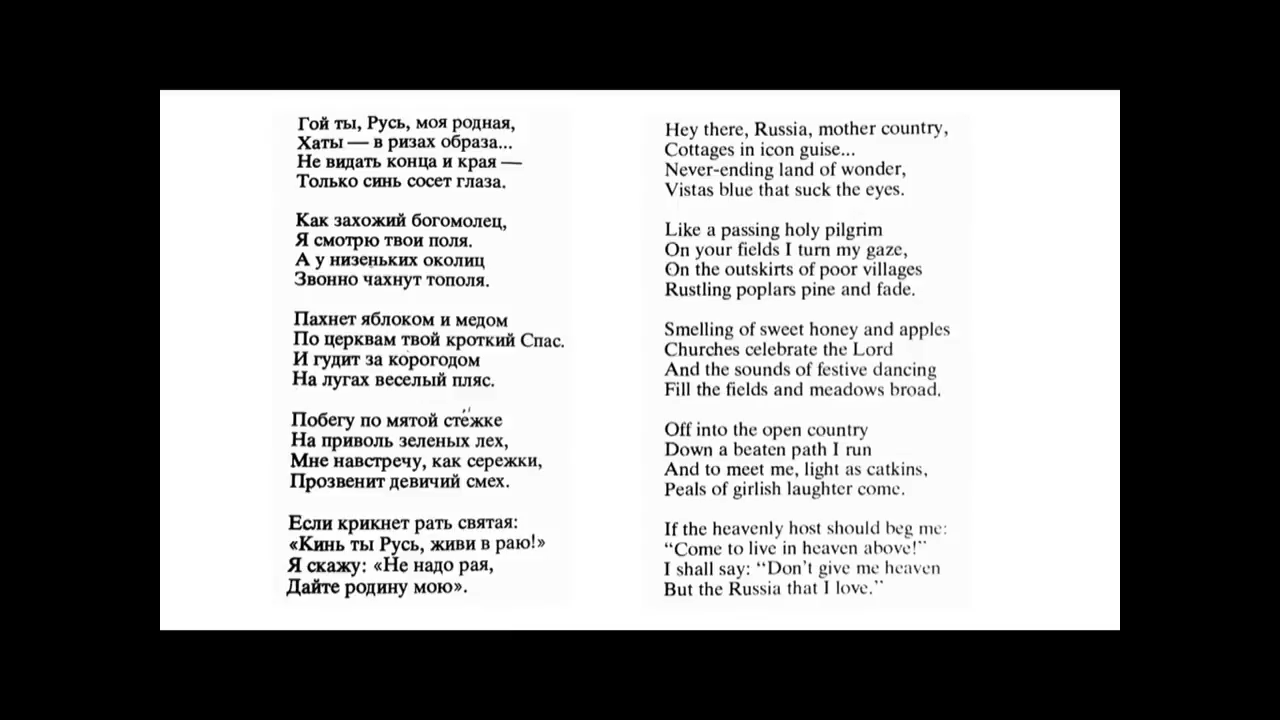 Гой ты, Русь, моя родная,
Хаты — в ризах образа...
Не видать конца и края —
Только синь сосет глаза.
Как захожий богомолец,
Я смотрю твои поля.
А у низеньких околиц
Звонно чахнут тополя.
Пахнет яблоком и медом
По церквам твой кроткий Спас.
И гудит за корогодом
На лугах веселый пляс.
Побегу по мятой стёжке
На приволь зеленых лех,
Мне навстречу, как сережки,
Прозвенит девичий смех.
Если крикнет рать святая:
«Кинь ты Русь, живи в раю!»
Я скажу: «Не надо рая,
Дайте родину мою».
Hey there, Russia, mother country,
Cottages in icon guise...
Never-ending land of wonder,
Vistas blue that suck the eyes.
Like a passing holy pilgrim
On your fields I turn my gaze,
On the outskirts of poor villages
Rustling poplars pine and fade.
Smelling of sweet honey and apples
Churches celebrate the Lord
And the sounds of festive dancing
Fill the fields and meadows broad.
Off into the open country
Down a beaten path I run
And to meet me, light as catkins,
Peals of girlish laughter come.
If the heavenly host should beg me:
“Come to live in heaven above!”
I shall say: “Don't give me heaven
But the Russia that I love.”